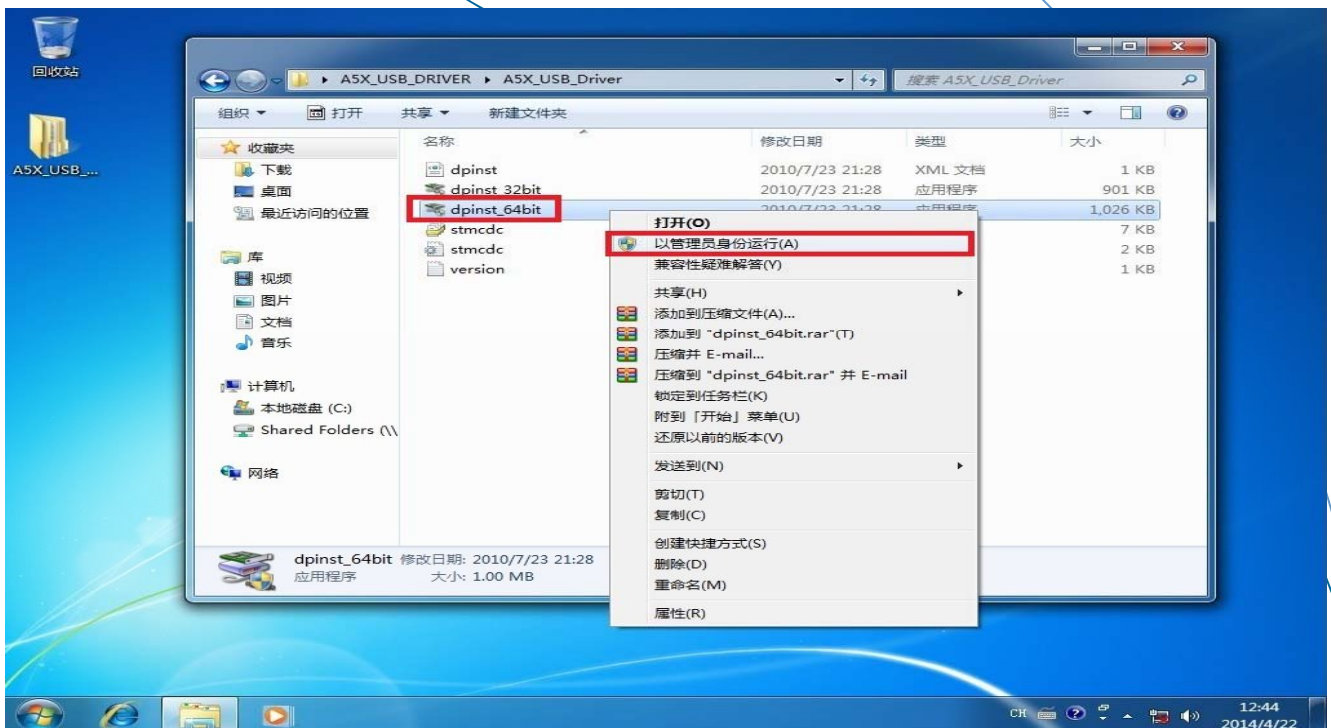 回收站
A5X_USB_...
A5X_USB_DRIVER A5X_USB_Driver
搜索 A5X_USB_Driver
组织 打开 共享 新建文件夹
收藏夹
下载
桌面
最近访问的位置
库
视频
图片
文档
音乐
计算机
本地磁盘 (C:)
Shared Folders (\\
网络
名称 修改日期 类型 大小
dpinst 2010/7/23 21:28 XML 文档 1 KB
dpinst_32bit 2010/7/23 21:28 应用程序 901 KB
dpinst_64bit 2010/7/23 21:28 应用程序 1,026 KB
stmcdc 7 KB
stmcdc 2 KB
version 1 KB
打开(O)
以管理员身份运行(A)
兼容性疑难解答(Y)
共享(H)
添加到压缩文件(A)...
添加到 "dpinst_64bit.rar"(T)
压缩并 E-mail...
压缩到 "dpinst_64bit.rar" 并 E-mail
锁定到任务栏(K)
附到「开始」菜单(U)
还原以前的版本(V)
发送到(N)
剪切(T)
复制(C)
创建快捷方式(S)
删除(D)
重命名(M)
属性(R)
dpinst_64bit 修改日期: 2010/7/23 21:28
应用程序 大小: 1.00 MB
CH
12:44
2014/4/22